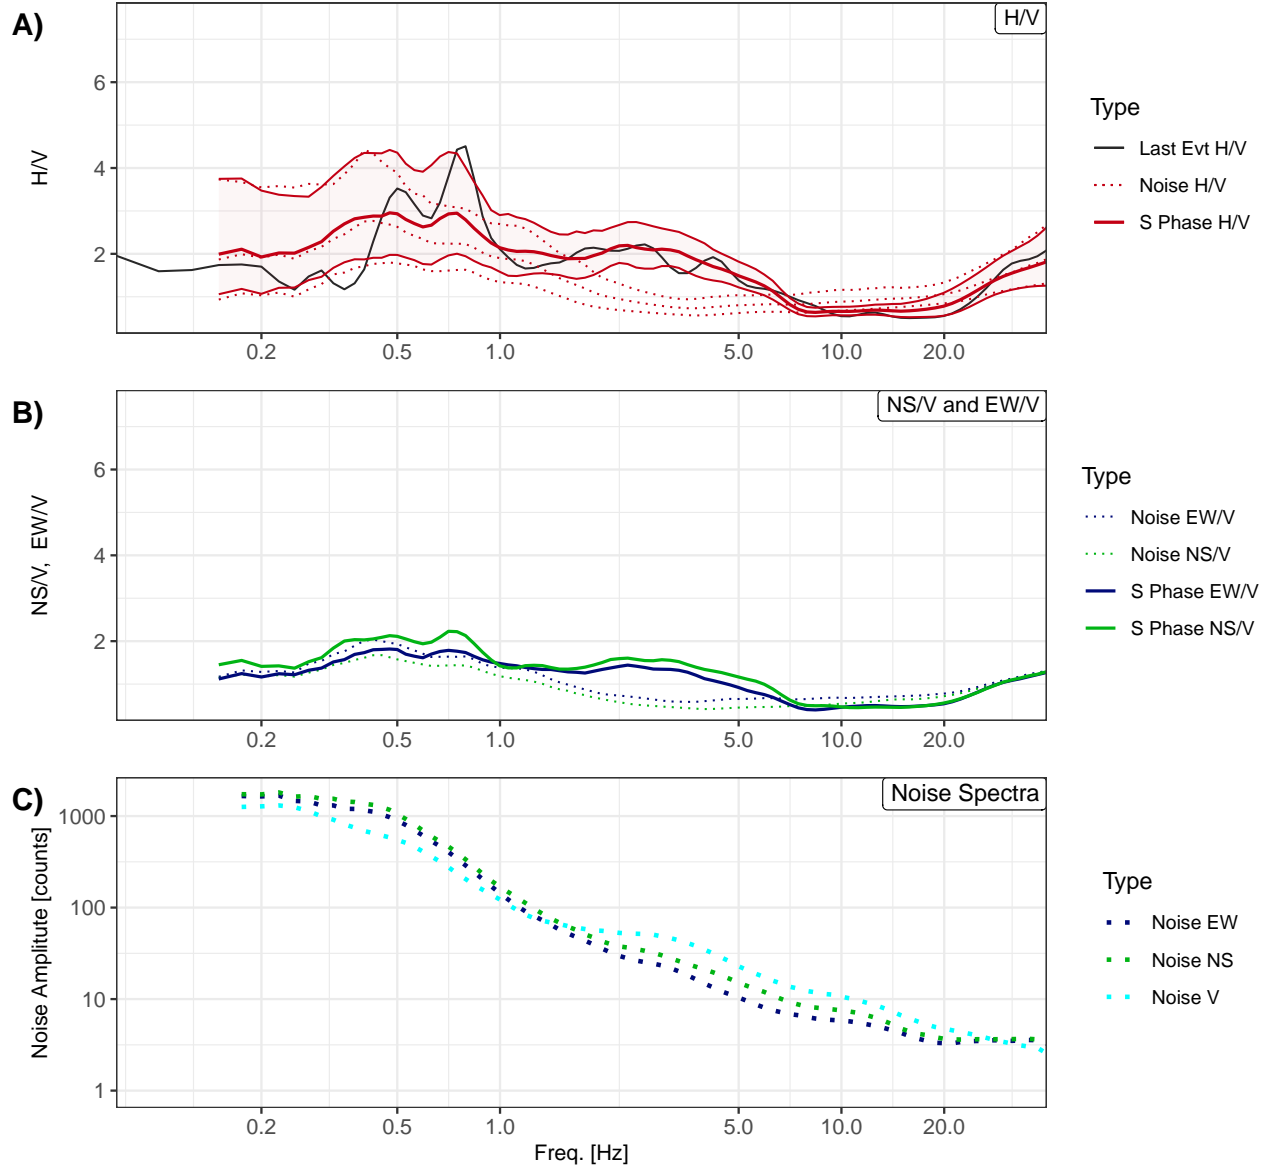 A)
H/V
6
4
2
H/V
0.2 0.5 1.0 5.0 10.0 20.0
Type
Last Evt H/V
Noise H/V
S Phase H/V
B)
NS/V and EW/V
6
4
2
NS/V, EW/V
0.2 0.5 1.0 5.0 10.0 20.0
Type
Noise EW/V
Noise NS/V
S Phase EW/V
S Phase NS/V
C)
Noise Spectra
1000
100
10
1
Noise Amplitude [counts]
0.2 0.5 1.0 5.0 10.0 20.0
Freq. [Hz]
Type
Noise EW
Noise NS
Noise V